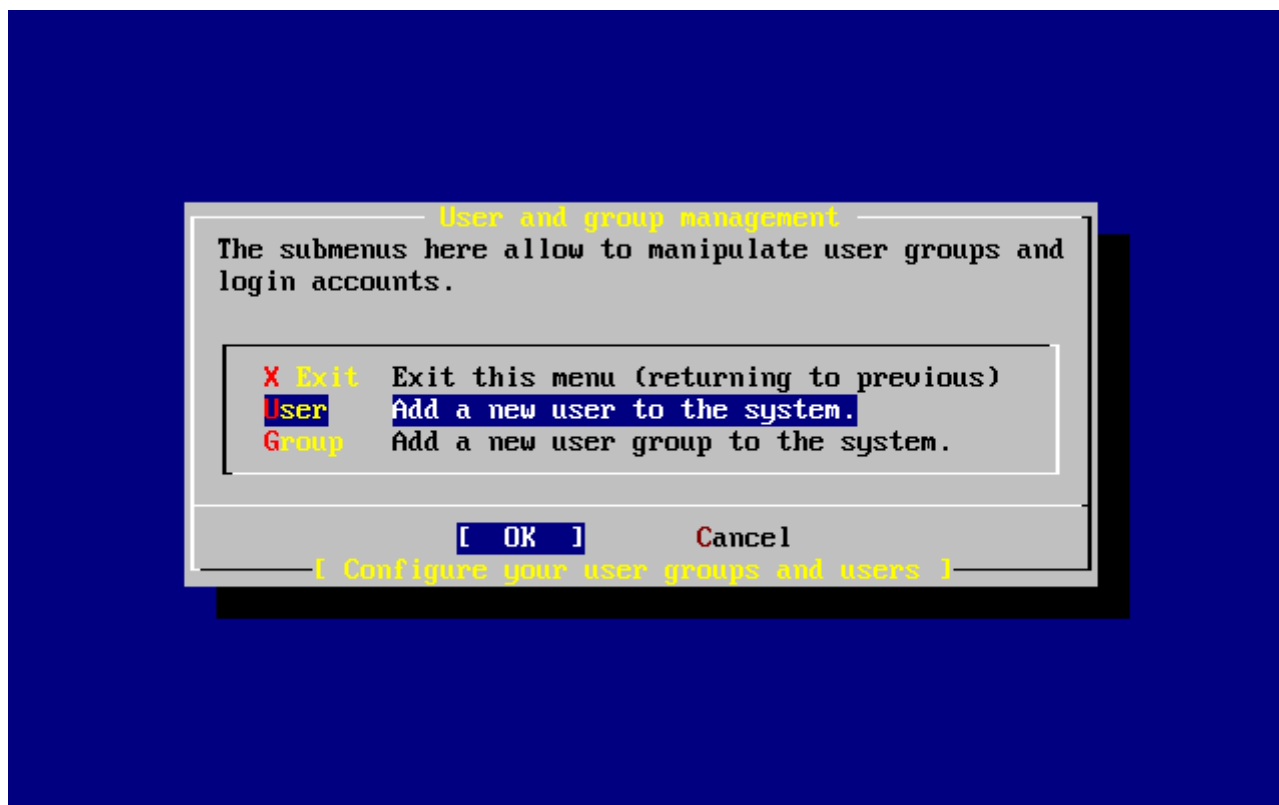 User and group management
The submenus here allow to manipulate user groups and
login accounts.
X Exit Exit this menu (returning to previous)
User Add a new user to the system.
Group Add a new user group to the system.
[ OK ] Cancel
[ Configure your user groups and users ]